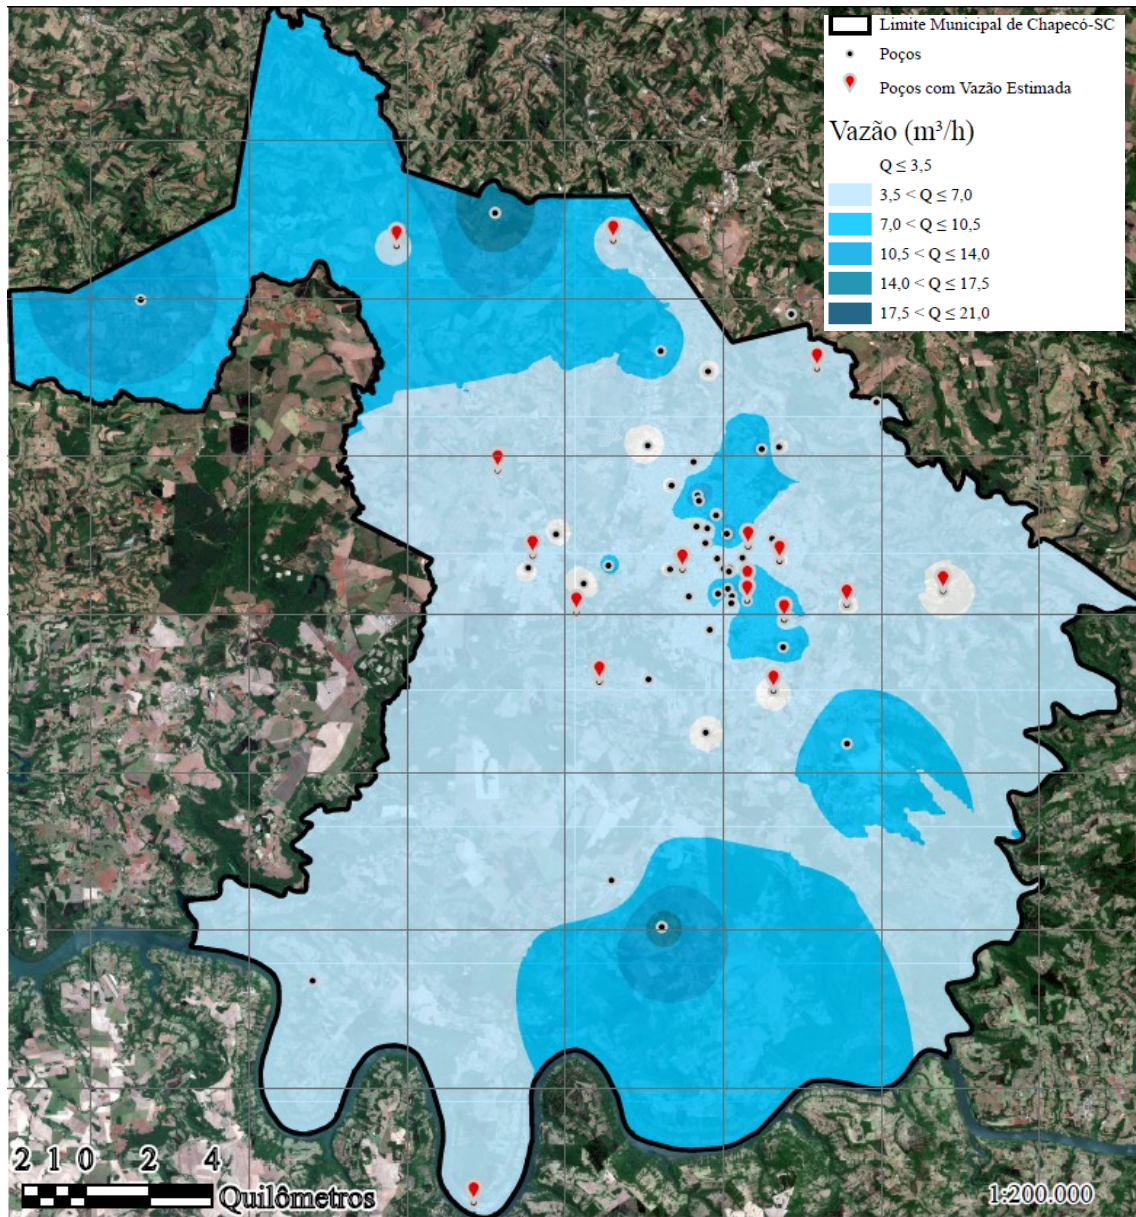 Limite Municipal de Chapecó-SC
Poços
Poços com Vazão Estimada
Vazão (m³/h)
Q ≤ 3,5
3,5 < Q ≤ 7,0
7,0 < Q ≤ 10,5
10,5 < Q ≤ 14,0
14,0 < Q ≤ 17,5
17,5 < Q ≤ 21,0
2 1 0 2 4
Quilômetros
1:200.000